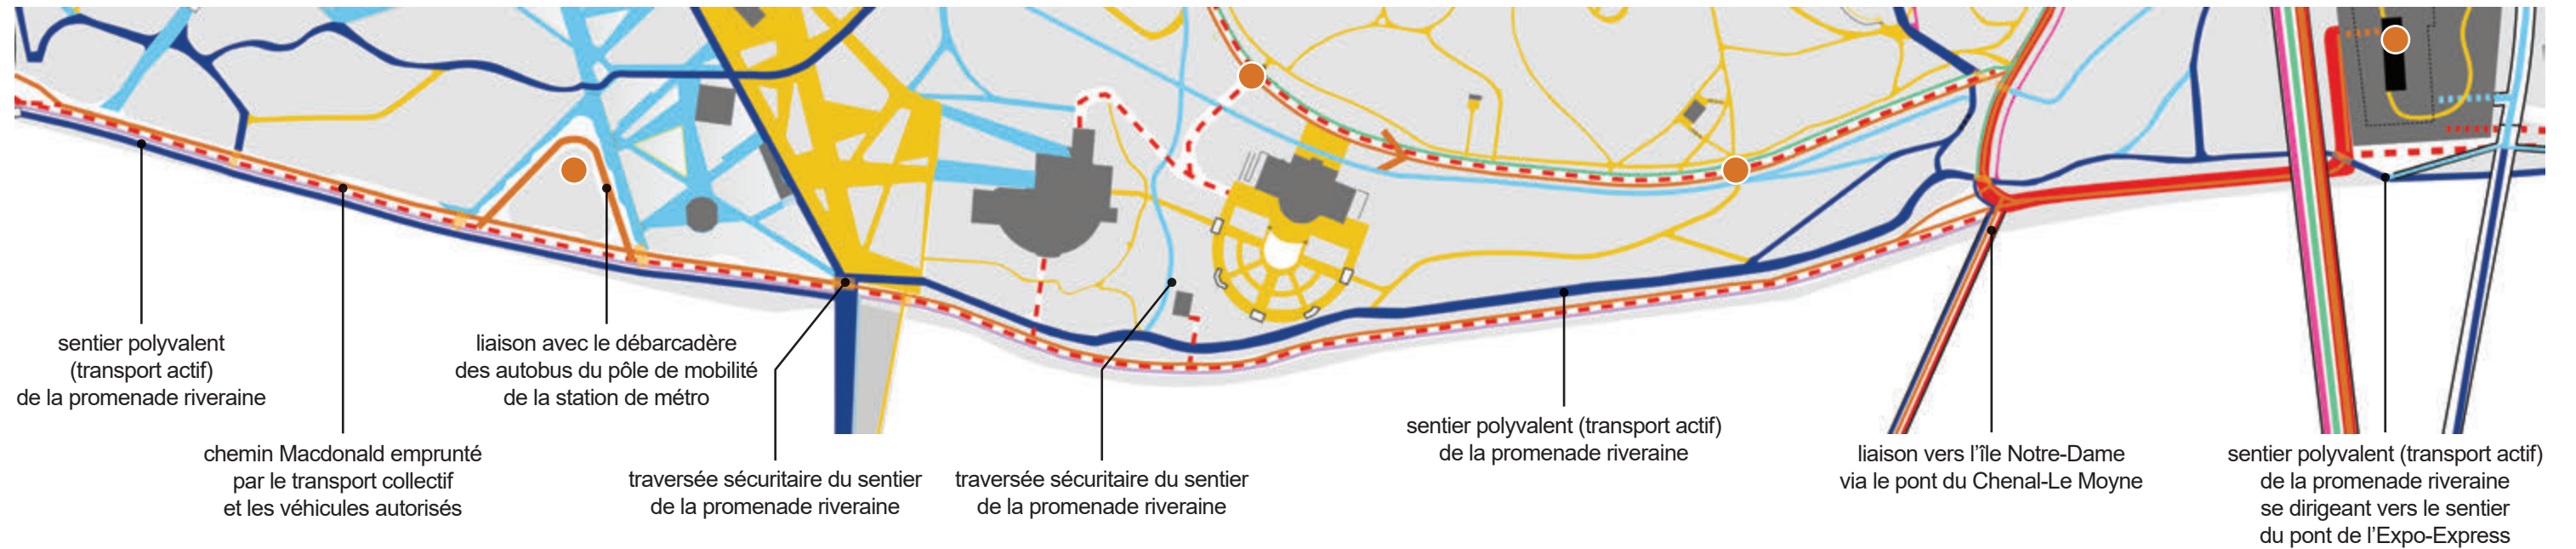 sentier polyvalent
(transport actif)
de la promenade riveraine
chemin Macdonald emprunté
par le transport collectif
et les véhicules autorisés
liaison avec le débarcadère
des autobus du pôle de mobilité
de la station de métro
traversée sécuritaire du sentier
de la promenade riveraine
traversée sécuritaire du sentier
de la promenade riveraine
sentier polyvalent (transport actif)
de la promenade riveraine
liaison vers l'île Notre-Dame
via le pont du Chenal-Le Moyne
sentier polyvalent (transport actif)
de la promenade riveraine
se dirigeant vers le sentier
du pont de l'Expo-Express